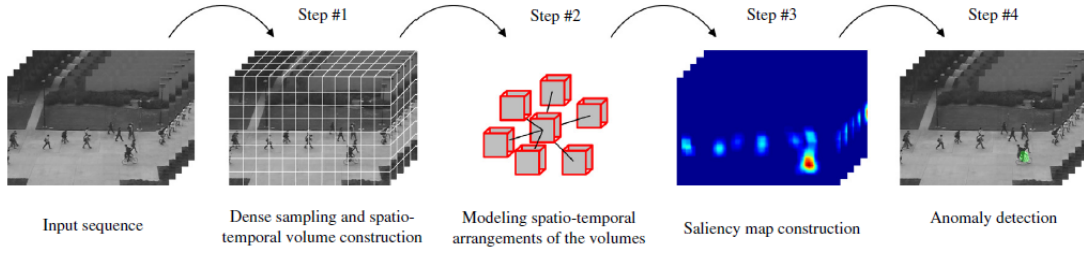 Step #1
Step #2
Step #3
Step #4
Input sequence
Dense sampling and spatio-
temporal volume construction
Modeling spatio-temporal
arrangements of the volumes
Saliency map construction
Anomaly detection